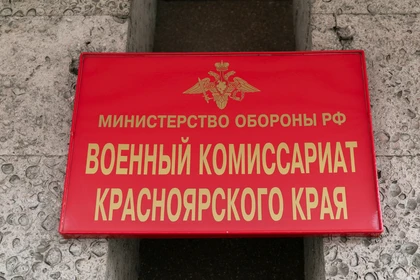 МИНИСТЕРСТВО ОБОРОНЫ РФ
ВОЕННЫЙ КОМИССАРИАТ
КРАСНОЯРСКОГО КРАЯ